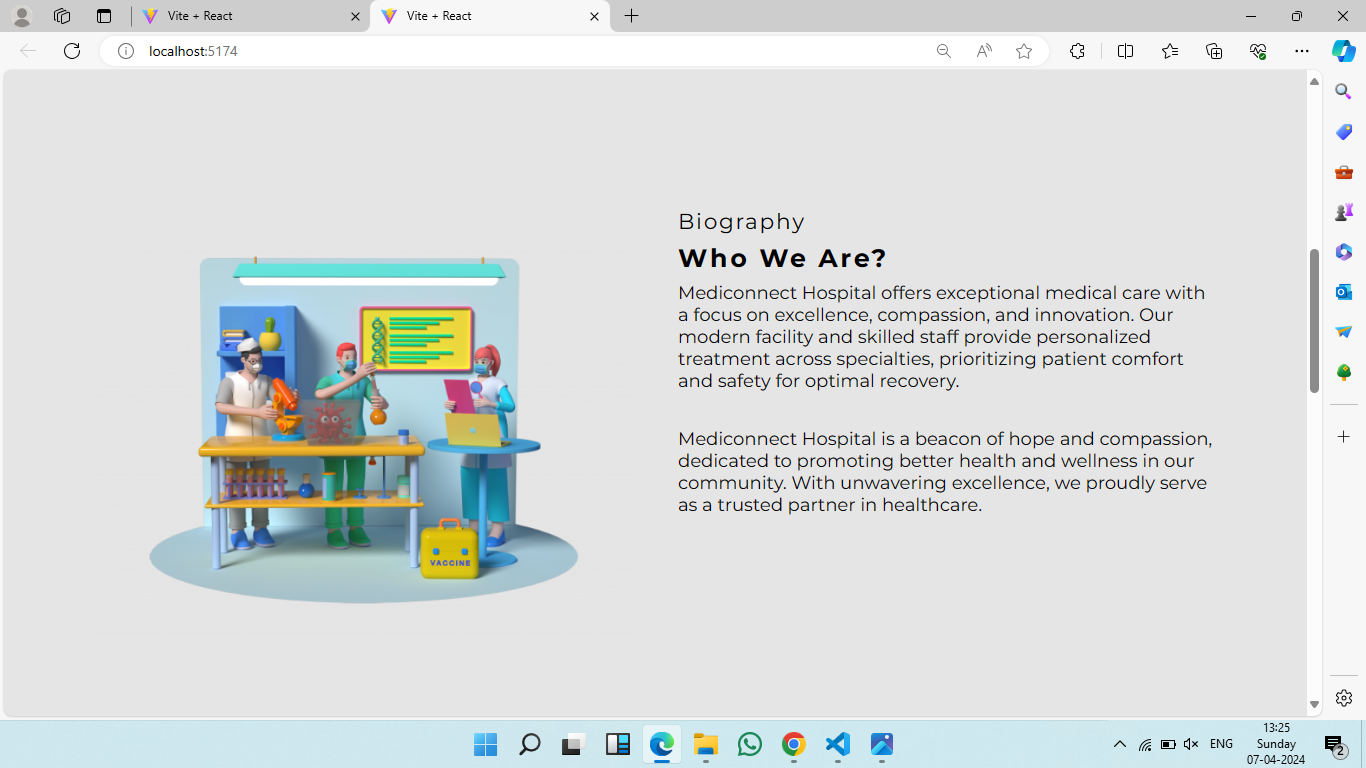 Vite + React
Vite + React
localhost:5174
Biography
Who We Are?
Mediconnect Hospital offers exceptional medical care with
a focus on excellence, compassion, and innovation. Our
modern facility and skilled staff provide personalized
treatment across specialties, prioritizing patient comfort
and safety for optimal recovery.
Mediconnect Hospital is a beacon of hope and compassion,
dedicated to promoting better health and wellness in our
community. With unwavering excellence, we proudly serve
as a trusted partner in healthcare.
VACCINE
ENG
13:25
Sunday
07-04-2024
2